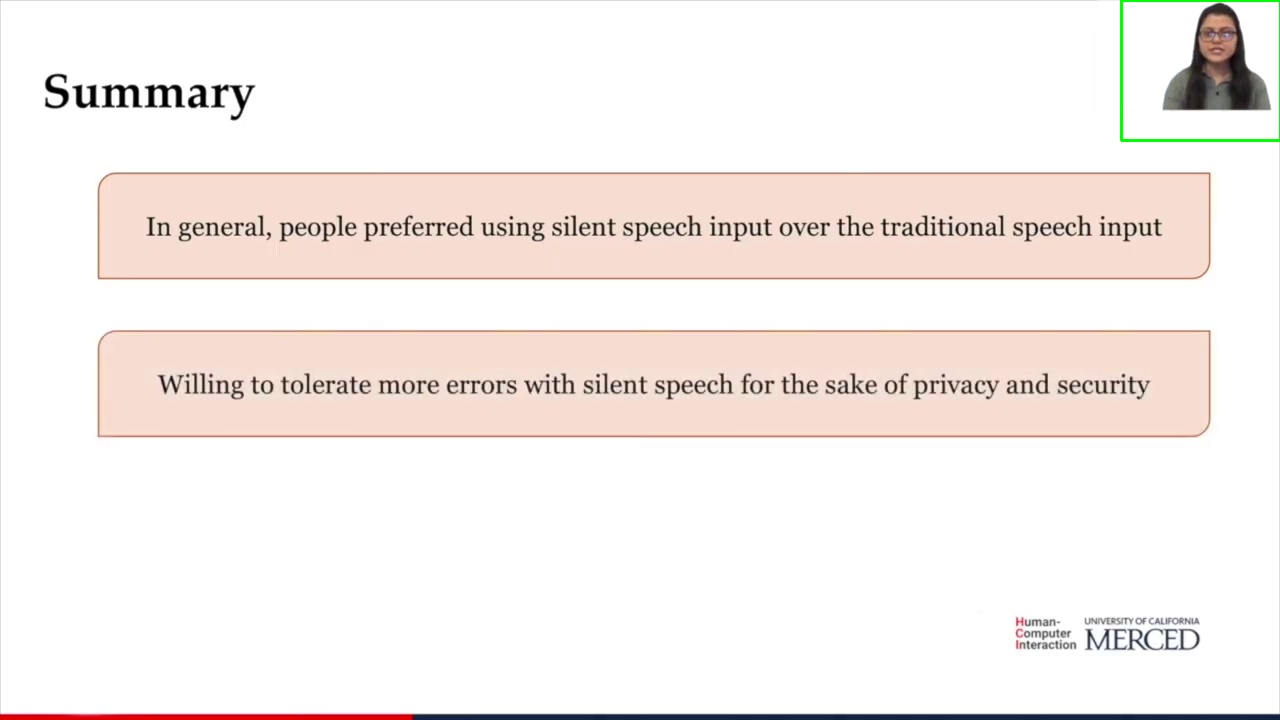 Summary
In general, people preferred using silent speech input over the traditional speech input
Willing to tolerate more errors with silent speech for the sake of privacy and security
Human-
Computer
Interaction
UNIVERSITY OF CALIFORNIA
MERCED